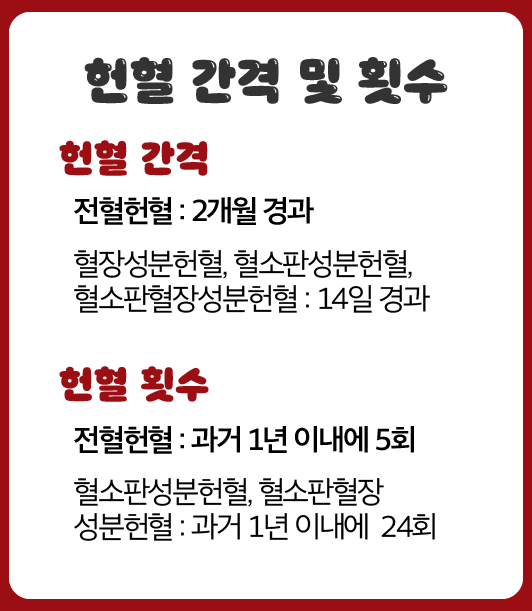 헌혈 간격 및 횟수
헌혈 간격
전혈헌혈 : 2개월 경과
혈장성분헌혈, 혈소판성분헌혈,
혈소판혈장성분헌혈 : 14일 경과
헌혈 횟수
전혈헌혈 : 과거 1년 이내에 5회
혈소판성분헌혈, 혈소판혈장
성분헌혈 : 과거 1년 이내에 24회